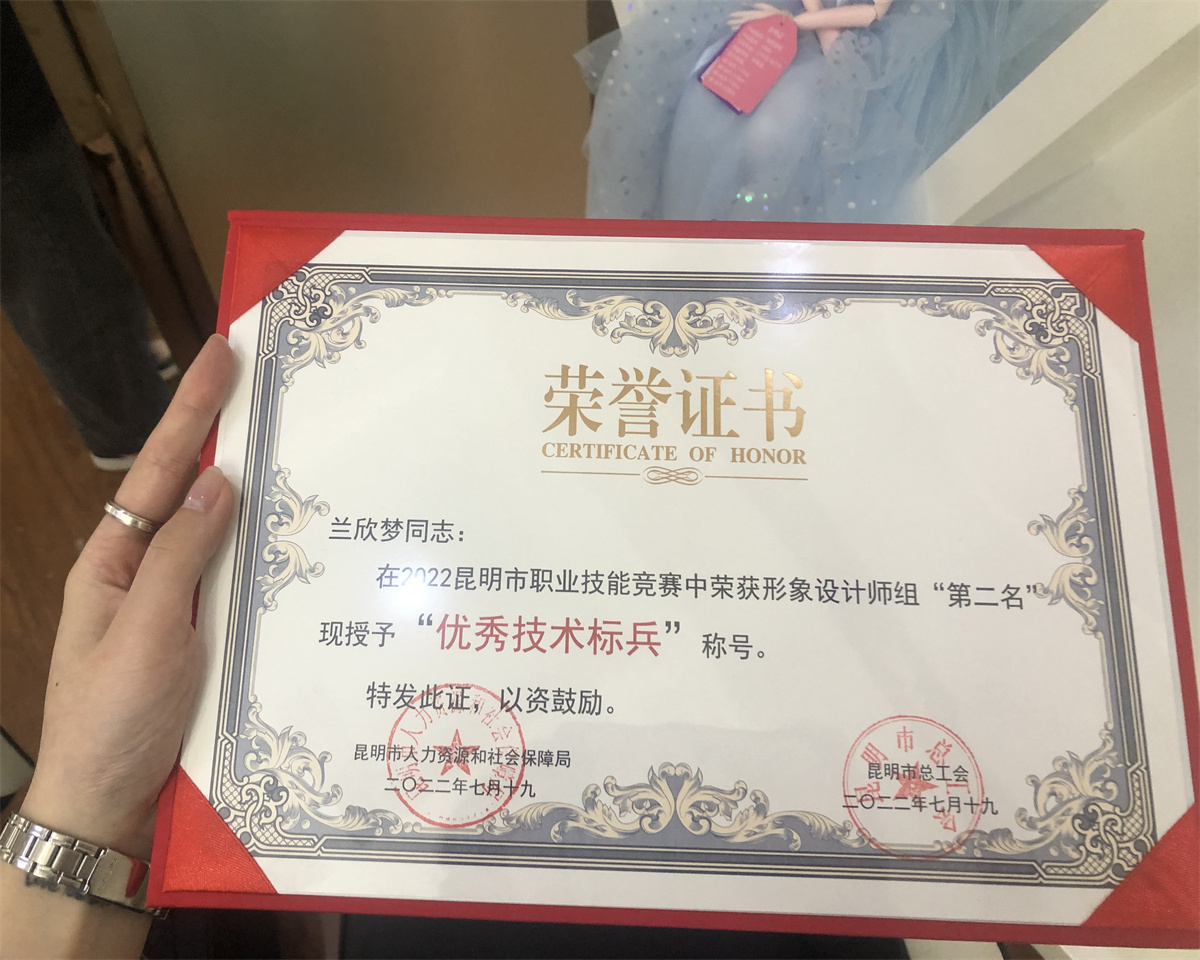 荣誉证书
CERTIFICATE OF HONOR
兰欣梦同志：
在2022昆明市职业技能竞赛中荣获形象设计师组“第二名”
现授予“优秀技术标兵”称号。
特发此证，以资鼓励。
昆明市人力资源和社会保障局
二〇二二年七月十九
昆明市总工会
二〇二二年七月十九